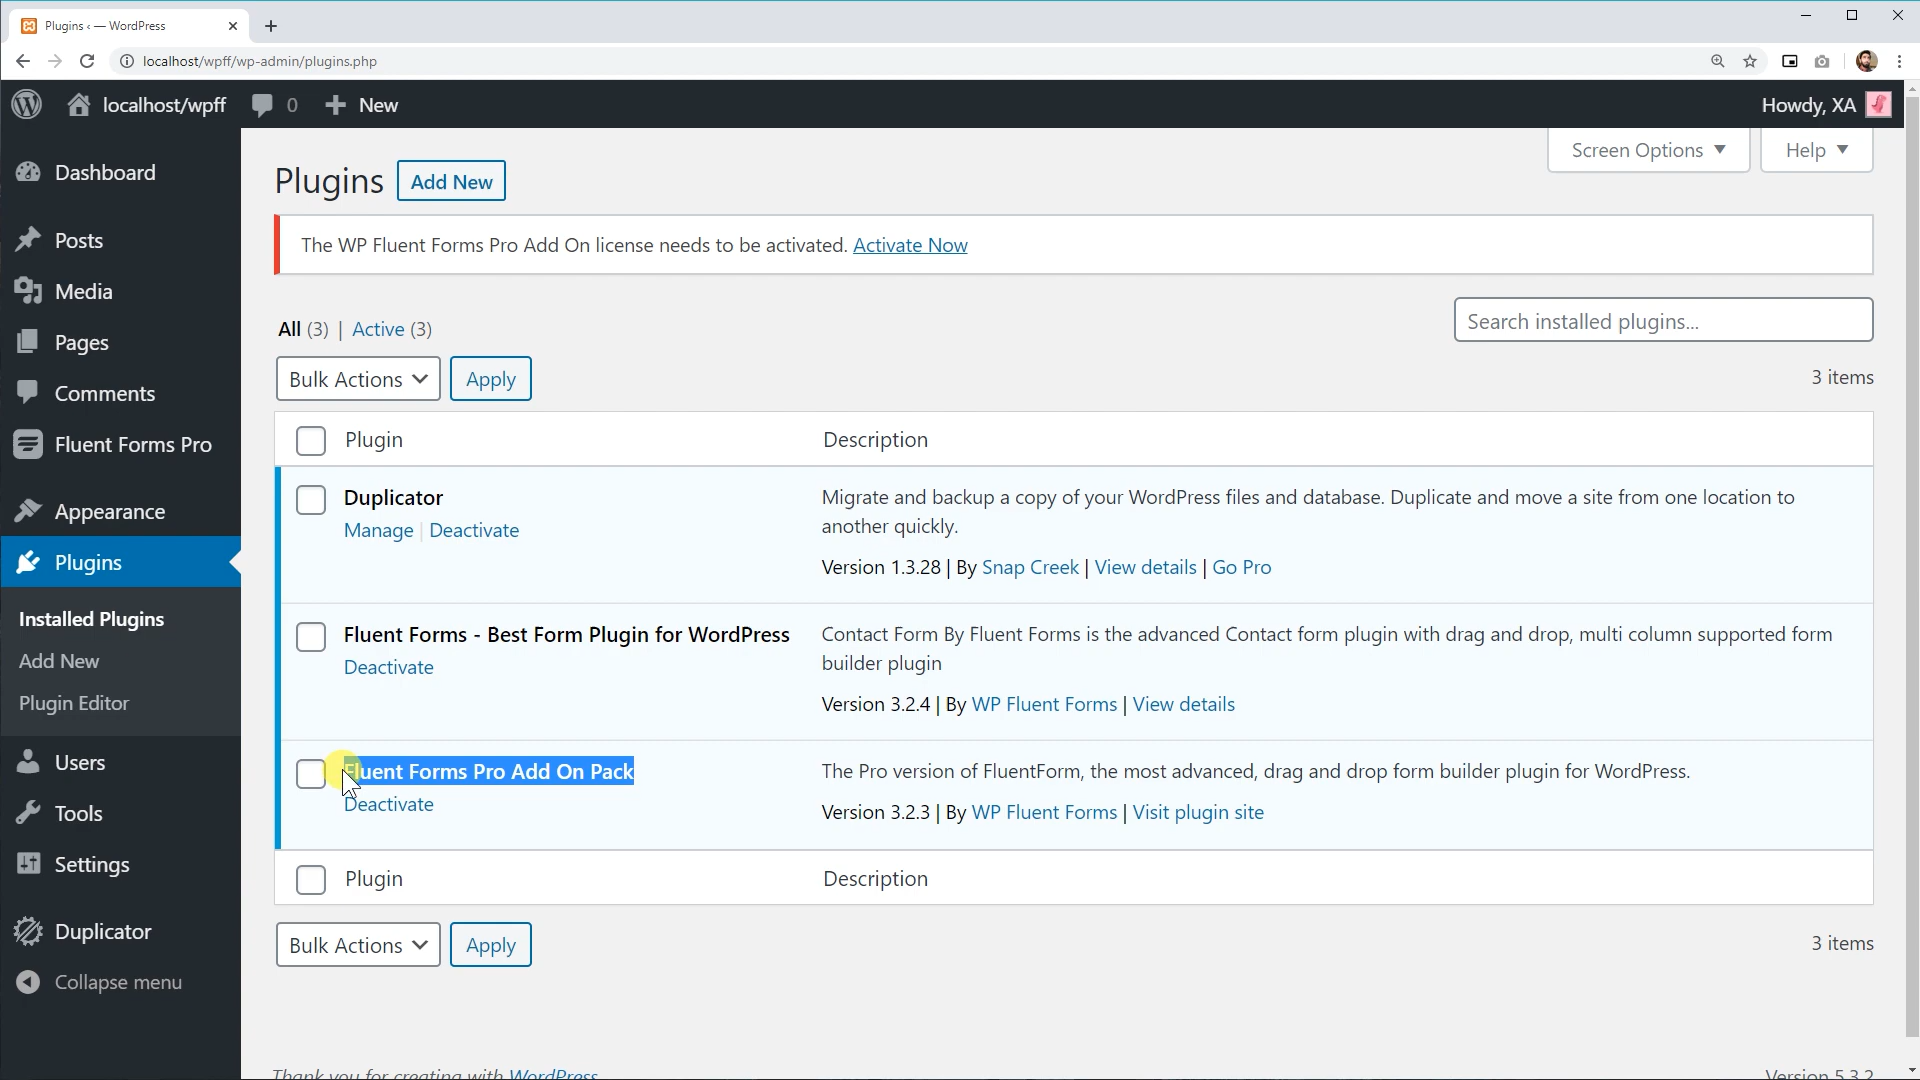 Plugins ‹ — WordPress
localhost/wpff/wp-admin/plugins.php
localhost/wpff 0 New Howdy, XA
Screen Options Help
Dashboard
Posts
Media
Pages
Comments
Fluent Forms Pro
Appearance
Plugins
Installed Plugins
Add New
Plugin Editor
Users
Tools
Settings
Duplicator
Collapse menu
Plugins Add New
The WP Fluent Forms Pro Add On license needs to be activated. Activate Now
All (3) | Active (3)
Search installed plugins...
Bulk Actions Apply
3 items
Plugin Description
Duplicator
Manage | Deactivate
Migrate and backup a copy of your WordPress files and database. Duplicate and move a site from one location to
another quickly.
Version 1.3.28 | By Snap Creek | View details | Go Pro
Fluent Forms - Best Form Plugin for WordPress
Deactivate
Contact Form By Fluent Forms is the advanced Contact form plugin with drag and drop, multi column supported form
builder plugin
Version 3.2.4 | By WP Fluent Forms | View details
Fluent Forms Pro Add On Pack
Deactivate
The Pro version of FluentForm, the most advanced, drag and drop form builder plugin for WordPress.
Version 3.2.3 | By WP Fluent Forms | Visit plugin site
Plugin Description
Bulk Actions Apply
3 items
Thank you for creating with WordPress
Version 5.3.2